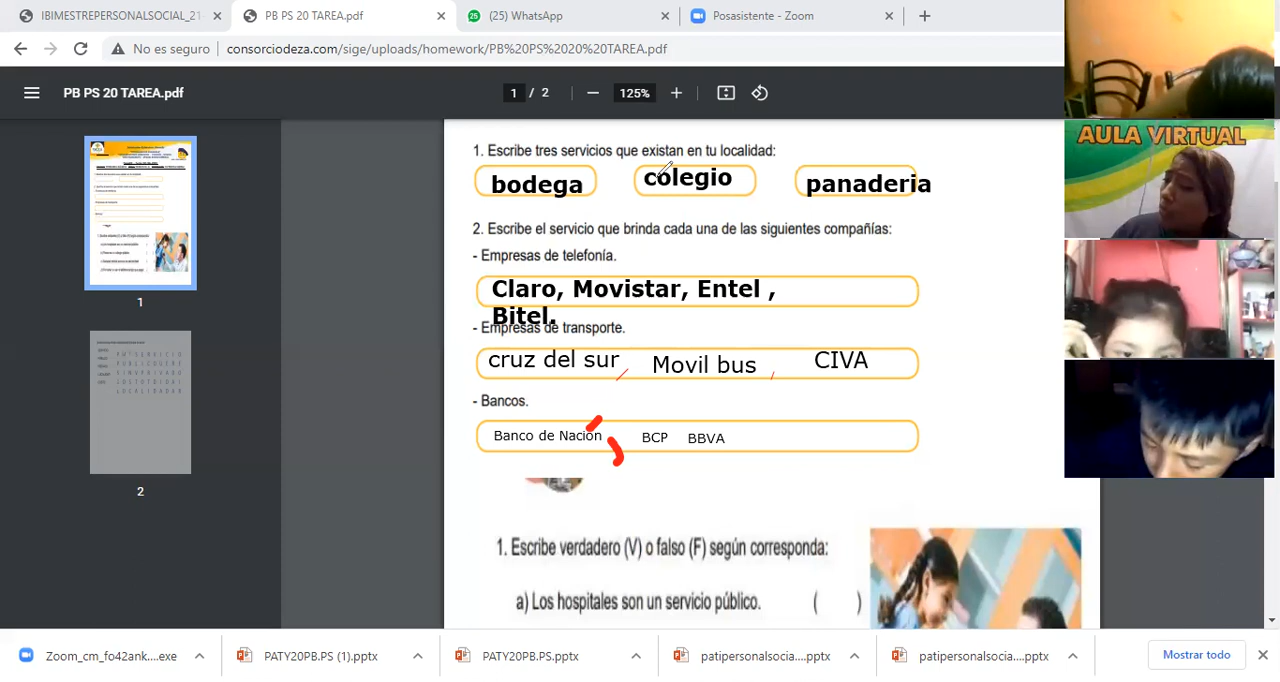 IBIMESTREPERSONALSOCIAL_21-
PB PS 20 TAREA.pdf
25
(25) WhatsApp
Posasistente - Zoom
No es seguro
consorciodeza.com/sige/uploads/homework/PB%20PS%2020%20TAREA.pdf
PB PS 20 TAREA.pdf
1 / 2
125%
AULA VIRTUAL
1. Escribe tres servicios que existan en tu localidad:
bodega colegio panaderia
2. Escribe el servicio que brinda cada una de las siguientes compañías:
- Empresas de telefonía.
Claro, Movistar, Entel ,
Bitel.
- Empresas de transporte.
cruz del sur, Movil bus , CIVA
- Bancos.
Banco de Nación BCP BBVA
1. Escribe verdadero (V) o falso (F) según corresponda:
a) Los hospitales son un servicio público. ( )
1
2
Zoom_cm_fo42ank....exe
PATY20PB.PS (1).pptx
PATY20PB.PS.pptx
patipersonalsocia....pptx
patipersonalsocia....pptx
Mostrar todo